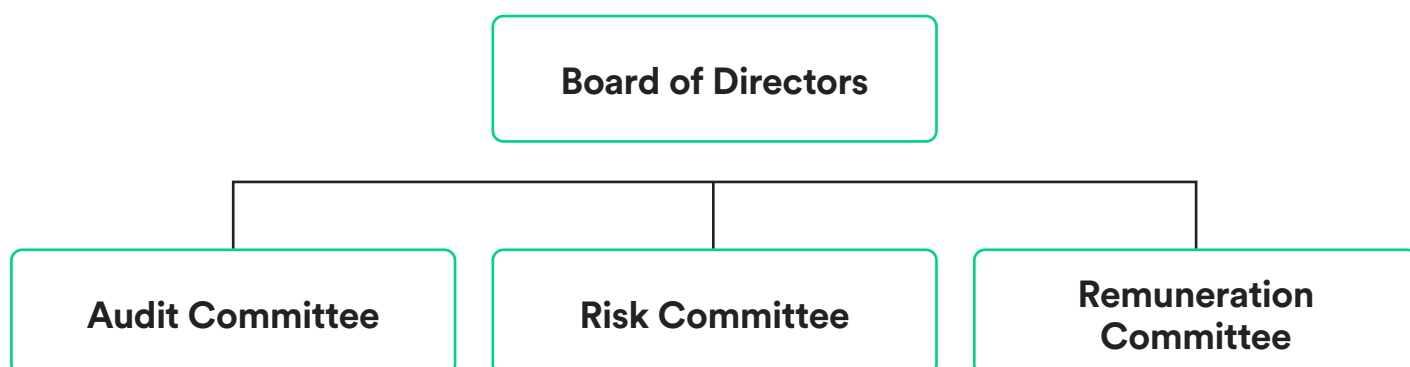 Board of Directors
Audit Committee
Risk Committee
Remuneration
Committee